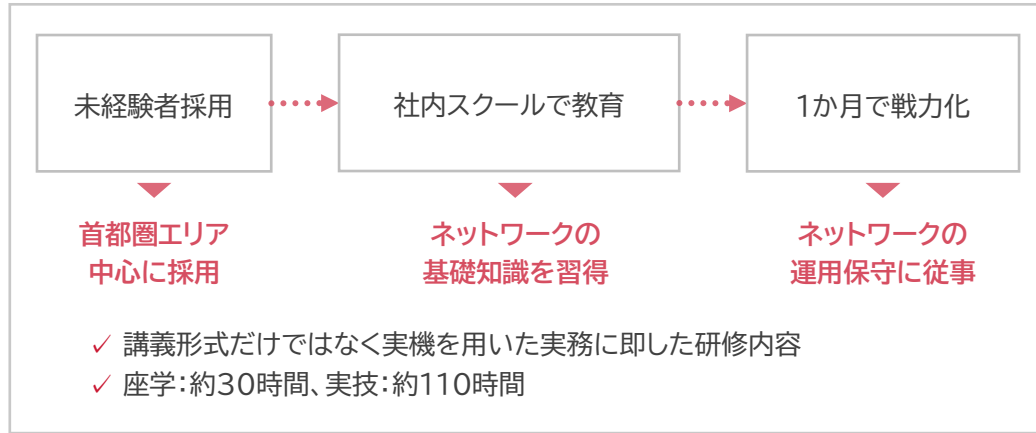 未経験者採用
社内スクールで教育
1か月で戦力化
首都圏エリア
中心に採用
ネットワークの
基礎知識を習得
ネットワークの
運用保守に従事
✓ 講義形式だけではなく実機を用いた実務に即した研修内容
✓ 座学:約30時間、実技:約110時間